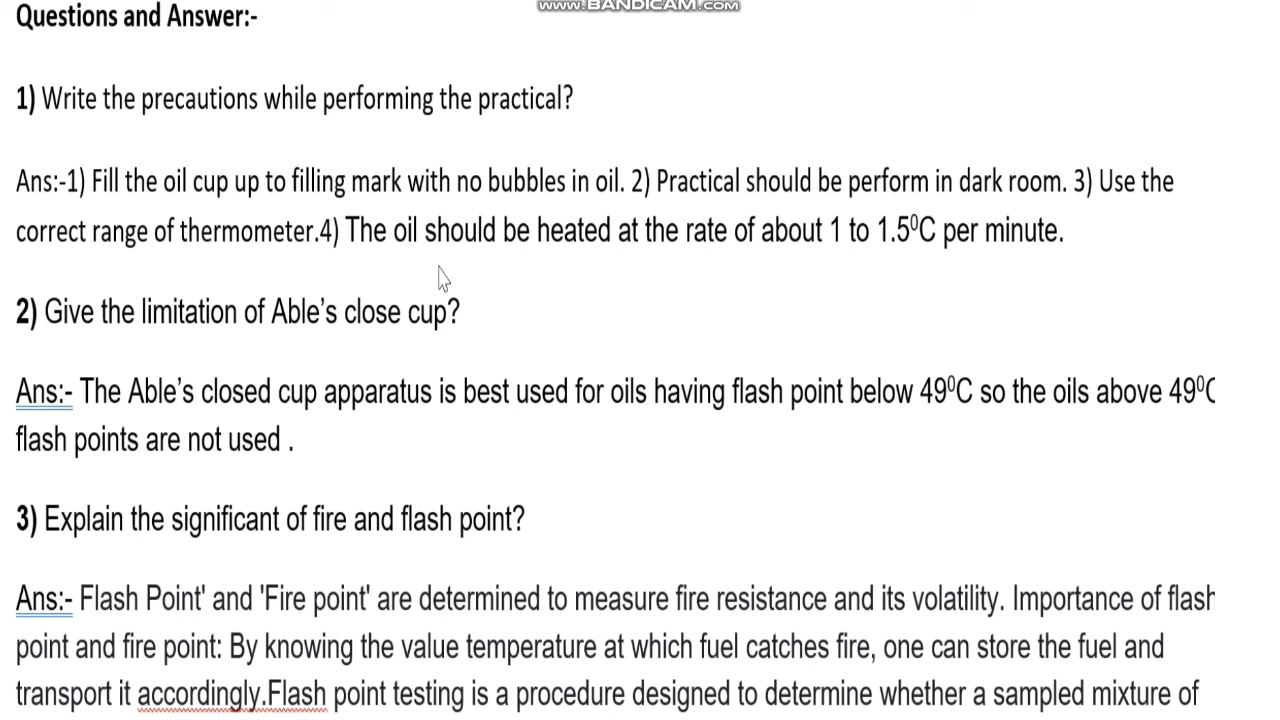 www.BANDICAM.com
Questions and Answer:-
1) Write the precautions while performing the practical?
Ans:-1) Fill the oil cup up to filling mark with no bubbles in oil. 2) Practical should be perform in dark room. 3) Use the
correct range of thermometer.4) The oil should be heated at the rate of about 1 to 1.5⁰C per minute.
2) Give the limitation of Able’s close cup?
Ans:- The Able’s closed cup apparatus is best used for oils having flash point below 49⁰C so the oils above 49⁰C
flash points are not used .
3) Explain the significant of fire and flash point?
Ans:- Flash Point' and 'Fire point' are determined to measure fire resistance and its volatility. Importance of flash
point and fire point: By knowing the value temperature at which fuel catches fire, one can store the fuel and
transport it accordingly.Flash point testing is a procedure designed to determine whether a sampled mixture of